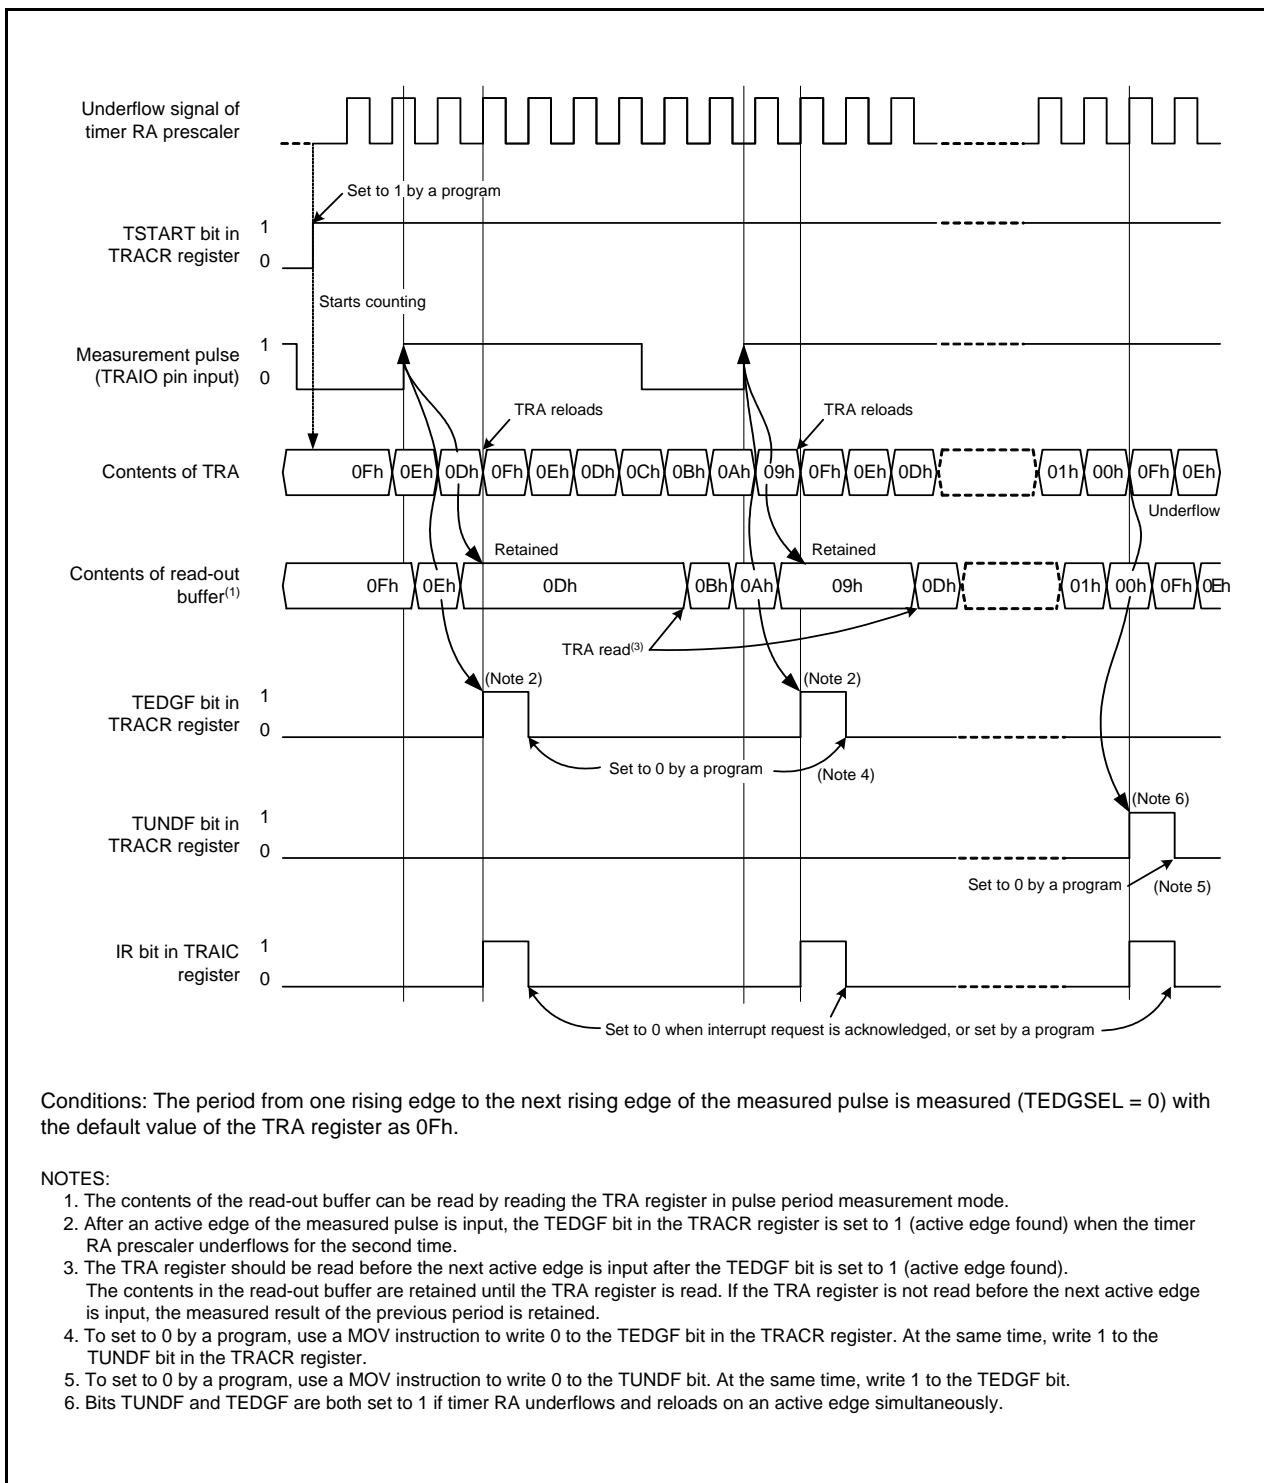 Underflow signal of
timer RA prescaler
Set to 1 by a program
TSTART bit in
TRACR register
1
0
Starts counting
Measurement pulse
(TRAIO pin input)
1
0
TRA reloads
TRA reloads
Contents of TRA
0Fh 0Eh 0Dh 0Fh 0Eh 0Dh 0Ch 0Bh 0Ah 09h 0Fh 0Eh 0Dh 01h 00h 0Fh 0Eh
Underflow
Retained
Retained
Contents of read-out
buffer(1)
0Fh 0Eh 0Dh 0Bh 0Ah 09h 0Dh 01h 00h 0Fh 0Eh
TRA read(3)
(Note 2)
(Note 2)
TEDGF bit in
TRACR register
1
0
Set to 0 by a program
(Note 4)
(Note 6)
TUNDF bit in
TRACR register
1
0
Set to 0 by a program
(Note 5)
IR bit in TRAIC
register
1
0
Set to 0 when interrupt request is acknowledged, or set by a program
Conditions: The period from one rising edge to the next rising edge of the measured pulse is measured (TEDGSEL = 0) with
the default value of the TRA register as 0Fh.
NOTES:
1. The contents of the read-out buffer can be read by reading the TRA register in pulse period measurement mode.
2. After an active edge of the measured pulse is input, the TEDGF bit in the TRACR register is set to 1 (active edge found) when the timer
RA prescaler underflows for the second time.
3. The TRA register should be read before the next active edge is input after the TEDGF bit is set to 1 (active edge found).
The contents in the read-out buffer are retained until the TRA register is read. If the TRA register is not read before the next active edge
is input, the measured result of the previous period is retained.
4. To set to 0 by a program, use a MOV instruction to write 0 to the TEDGF bit in the TRACR register. At the same time, write 1 to the
TUNDF bit in the TRACR register.
5. To set to 0 by a program, use a MOV instruction to write 0 to the TUNDF bit. At the same time, write 1 to the TEDGF bit.
6. Bits TUNDF and TEDGF are both set to 1 if timer RA underflows and reloads on an active edge simultaneously.